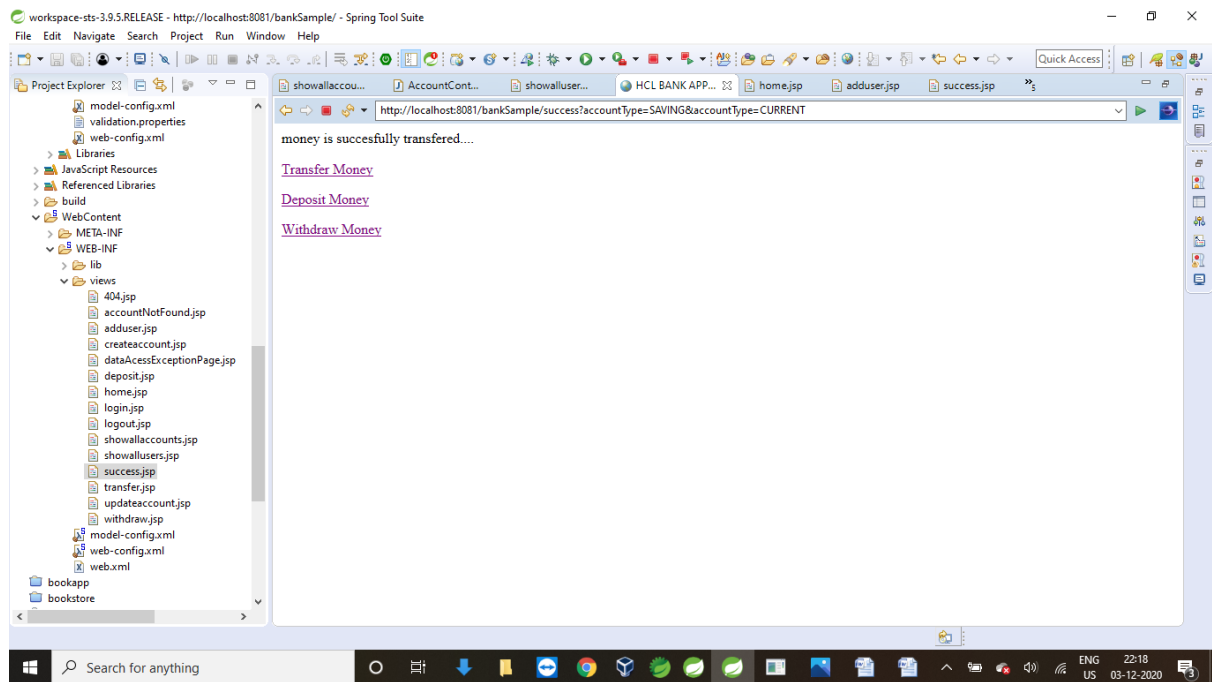 workspace-sts-3.9.5.RELEASE - http://localhost:8081/bankSample/ - Spring Tool Suite
File Edit Navigate Search Project Run Window Help
Quick Access
Project Explorer
showallaccou... AccountCont... showalluser... HCL BANK APP... home.jsp adduser.jsp success.jsp 5
http://localhost:8081/bankSample/success?accountType=SAVING&accountType=CURRENT
model-config.xml
validation.properties
web-config.xml
Libraries
JavaScript Resources
Referenced Libraries
build
WebContent
META-INF
WEB-INF
lib
views
404.jsp
accountNotFound.jsp
adduser.jsp
createaccount.jsp
dataAcessExceptionPage.jsp
deposit.jsp
home.jsp
login.jsp
logout.jsp
showallaccounts.jsp
showallusers.jsp
success.jsp
transfer.jsp
updateaccount.jsp
withdraw.jsp
model-config.xml
web-config.xml
web.xml
bookapp
bookstore
money is succesfully transfered....
Transfer Money
Deposit Money
Withdraw Money
Search for anything
ENG
US
22:18
03-12-2020
3